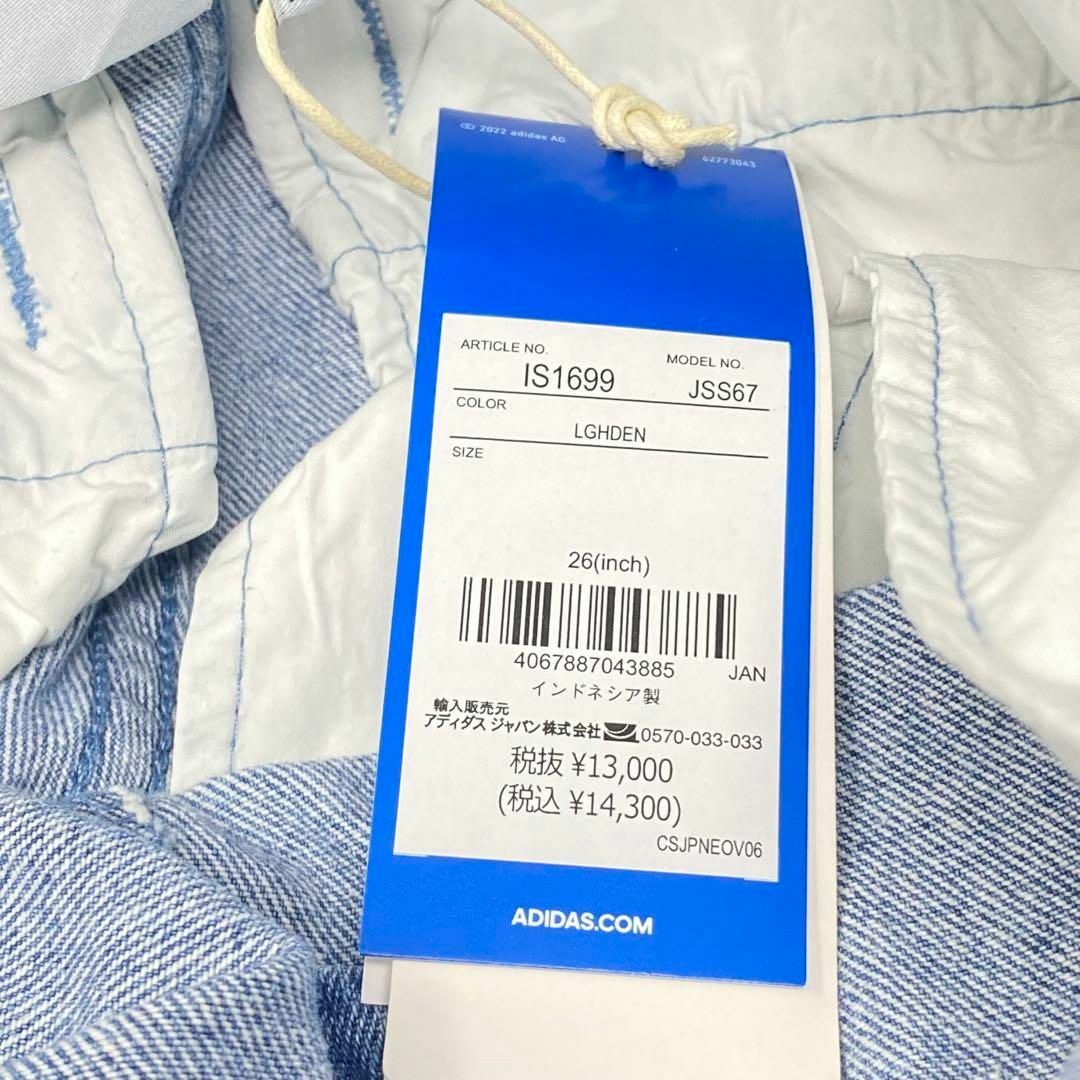 © 2022 adidas AG
62773043
ARTICLE NO. MODEL NO.
IS1699 JSS67
COLOR
LGHDEN
SIZE
26(inch)
4067887043885 JAN
インドネシア製
輸入販売元
アディダス ジャパン株式会社 0570-033-033
税抜 ¥13,000
(税込 ¥14,300)
CSJPNEOV06
ADIDAS.COM